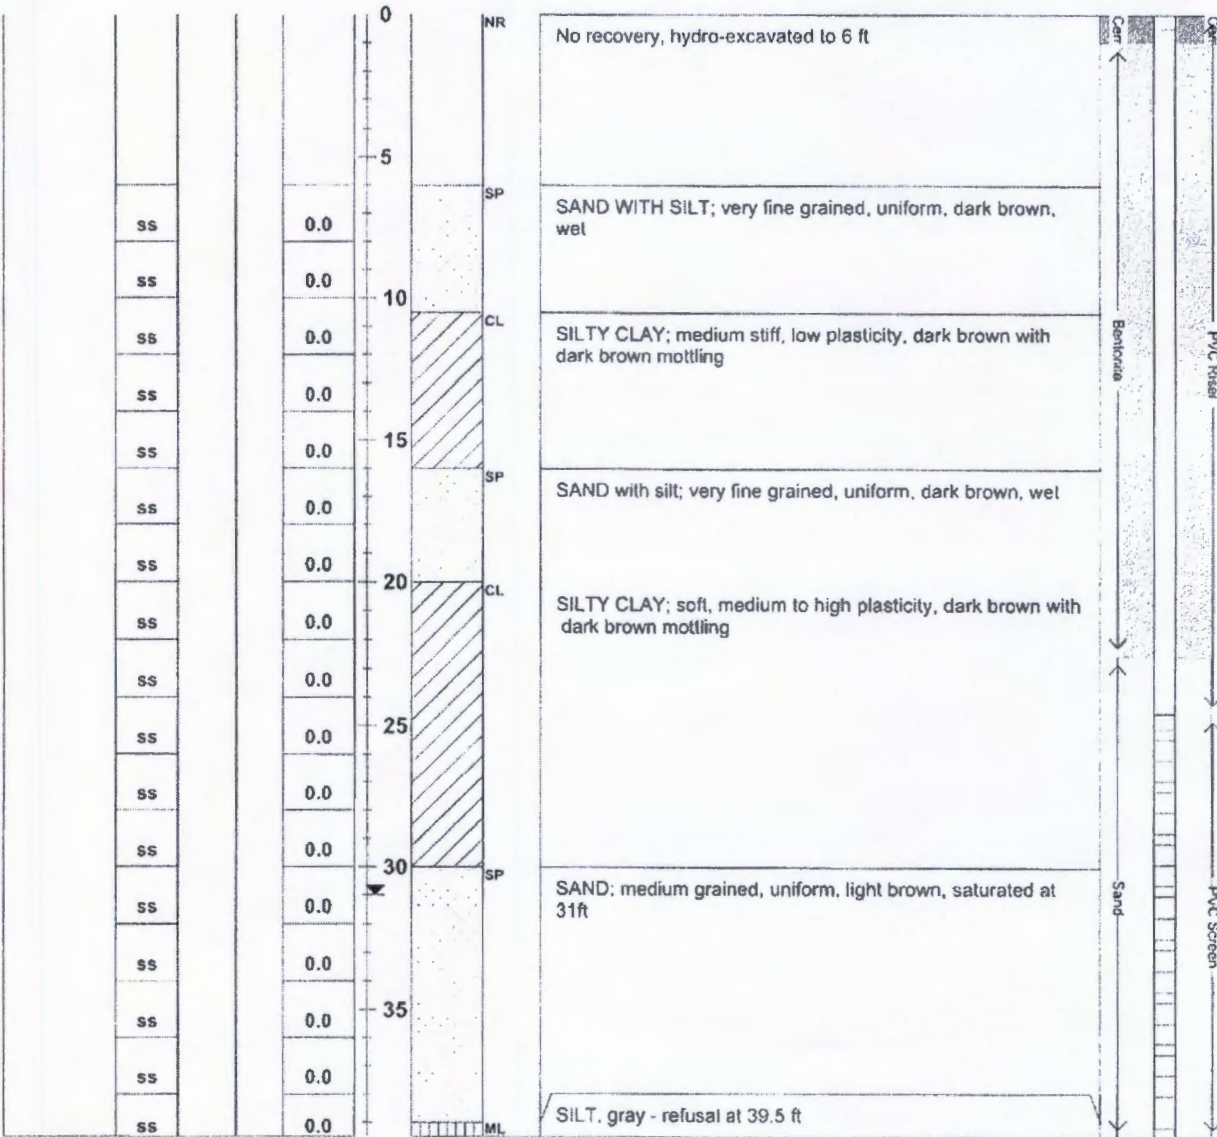 0
NR
No recovery, hydro-excavated to 6 ft
5
SP
SAND WITH SILT; very fine grained, uniform, dark brown,
wet
ss 0.0
ss 0.0
10
CL
SILTY CLAY; medium stiff, low plasticity, dark brown with
dark brown mottling
ss 0.0
ss 0.0
15
ss 0.0
SP
SAND with silt; very fine grained, uniform, dark brown, wet
ss 0.0
ss 0.0
20
CL
SILTY CLAY; soft, medium to high plasticity, dark brown with
dark brown mottling
ss 0.0
ss 0.0
25
ss 0.0
ss 0.0
ss 0.0
30
SP
SAND; medium grained, uniform, light brown, saturated at
31ft
ss 0.0
ss 0.0
35
ss 0.0
ss 0.0
SILT, gray - refusal at 39.5 ft
ss 0.0
ML
Bentonite
Sand
PVC Riser
PVC Screen